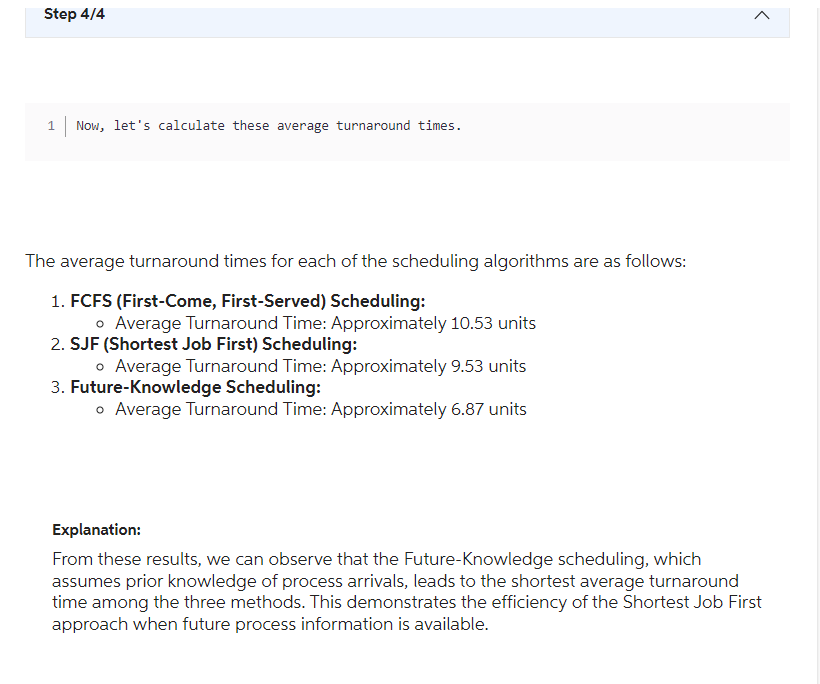 Step 4/4
1 Now, let's calculate these average turnaround times.
The average turnaround times for each of the scheduling algorithms are as follows:
1. FCFS (First-Come, First-Served) Scheduling:
o Average Turnaround Time: Approximately 10.53 units
2. SJF (Shortest Job First) Scheduling:
o Average Turnaround Time: Approximately 9.53 units
3. Future-Knowledge Scheduling:
o Average Turnaround Time: Approximately 6.87 units
Explanation:
From these results, we can observe that the Future-Knowledge scheduling, which
assumes prior knowledge of process arrivals, leads to the shortest average turnaround
time among the three methods. This demonstrates the efficiency of the Shortest Job First
approach when future process information is available.